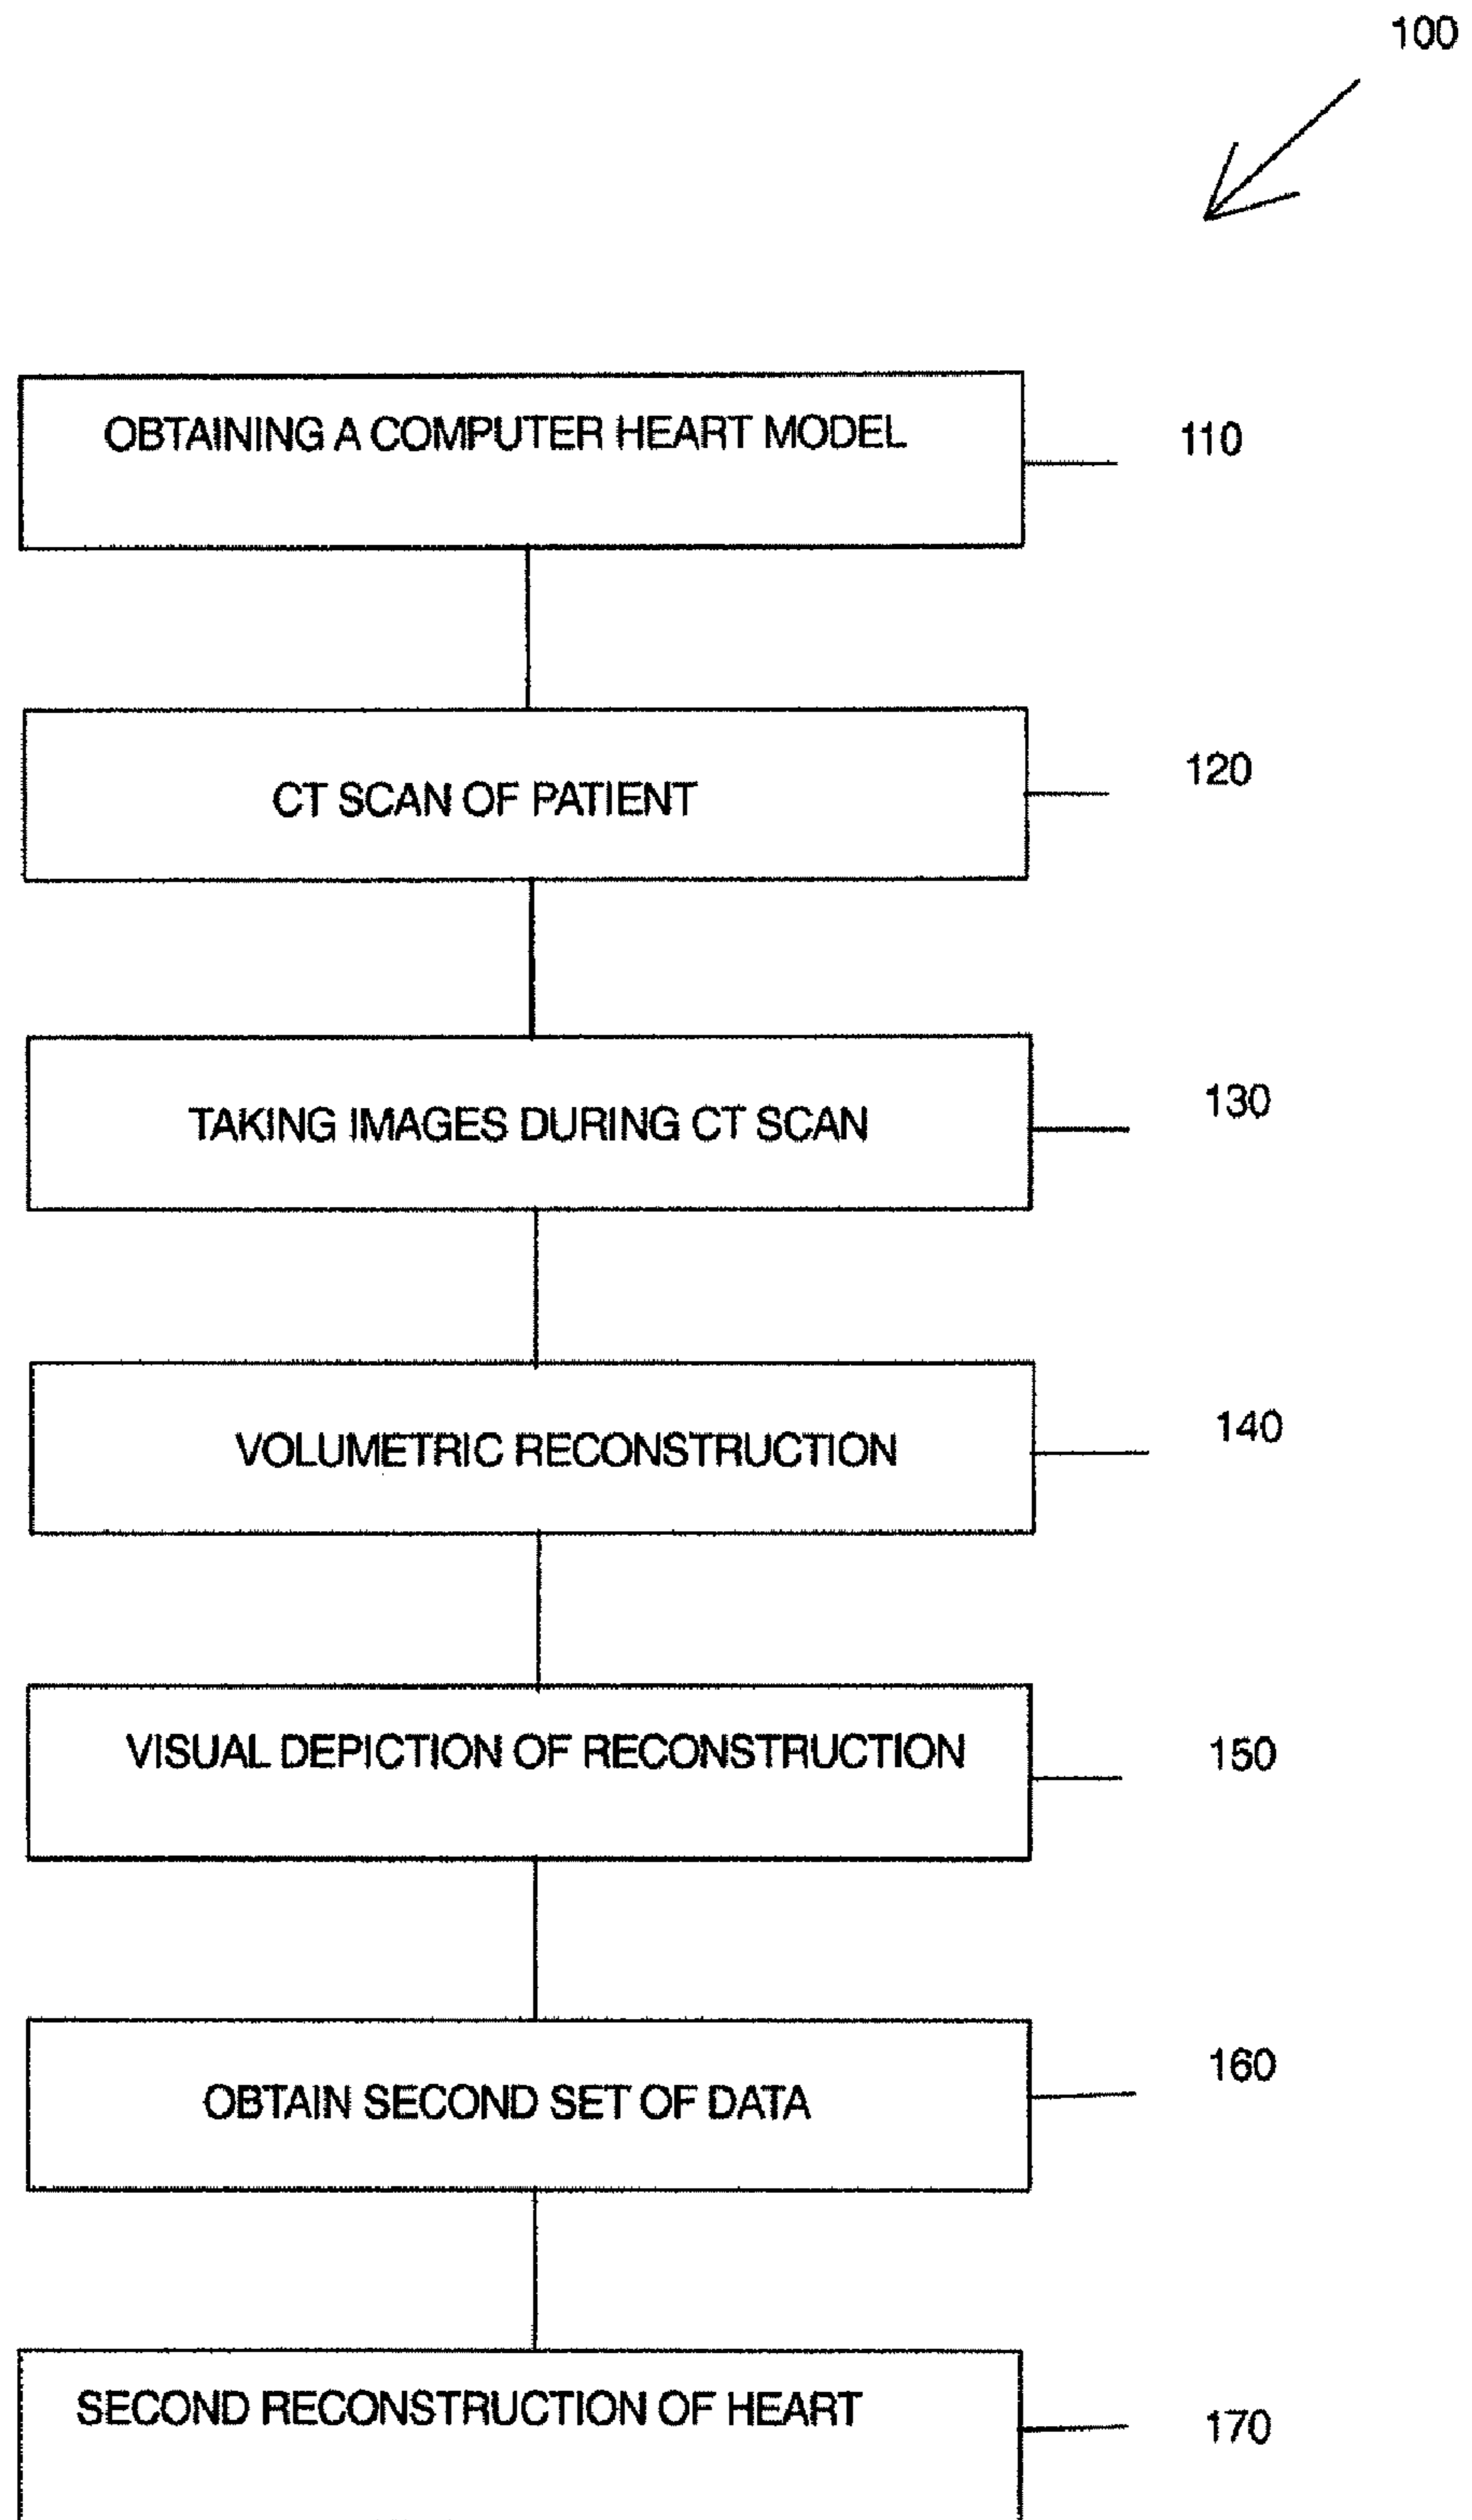 100
OBTAINING A COMPUTER HEART MODEL
110
CT SCAN OF PATIENT
120
TAKING IMAGES DURING CT SCAN
130
VOLUMETRIC RECONSTRUCTION
140
VISUAL DEPICTION OF RECONSTRUCTION
150
OBTAIN SECOND SET OF DATA
160
SECOND RECONSTRUCTION OF HEART
170